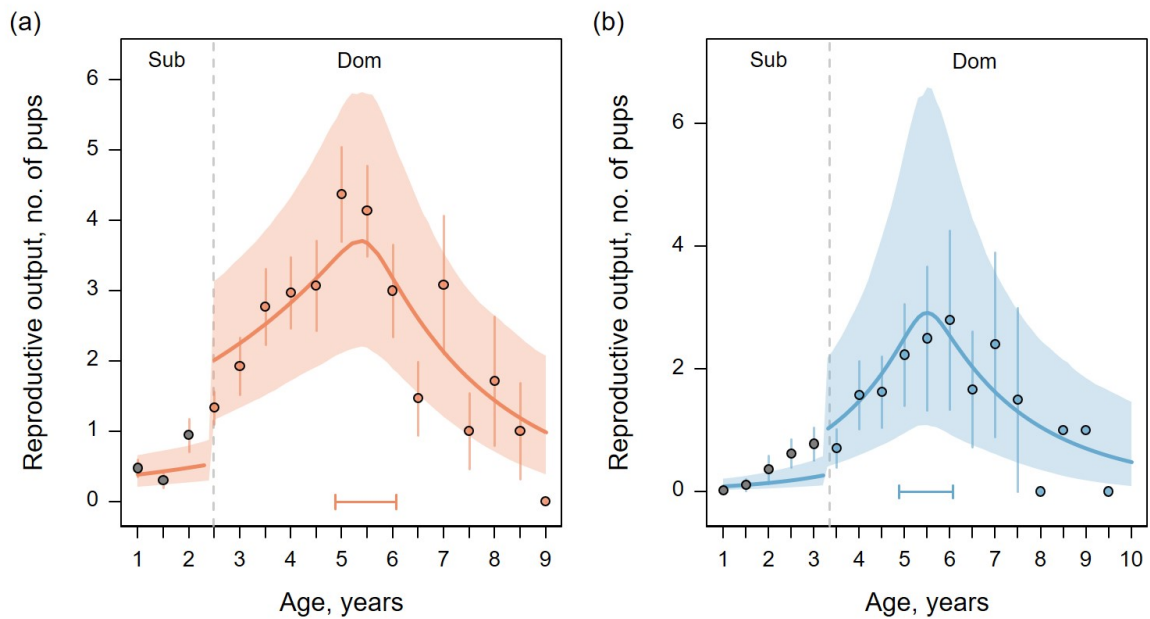 (a)
Sub
Dom
6
5
4
3
2
1
0
Reproductive output, no. of pups
1 2 3 4 5 6 7 8 9
Age, years
(b)
Sub
Dom
6
4
2
0
Reproductive output, no. of pups
1 2 3 4 5 6 7 8 9 10
Age, years